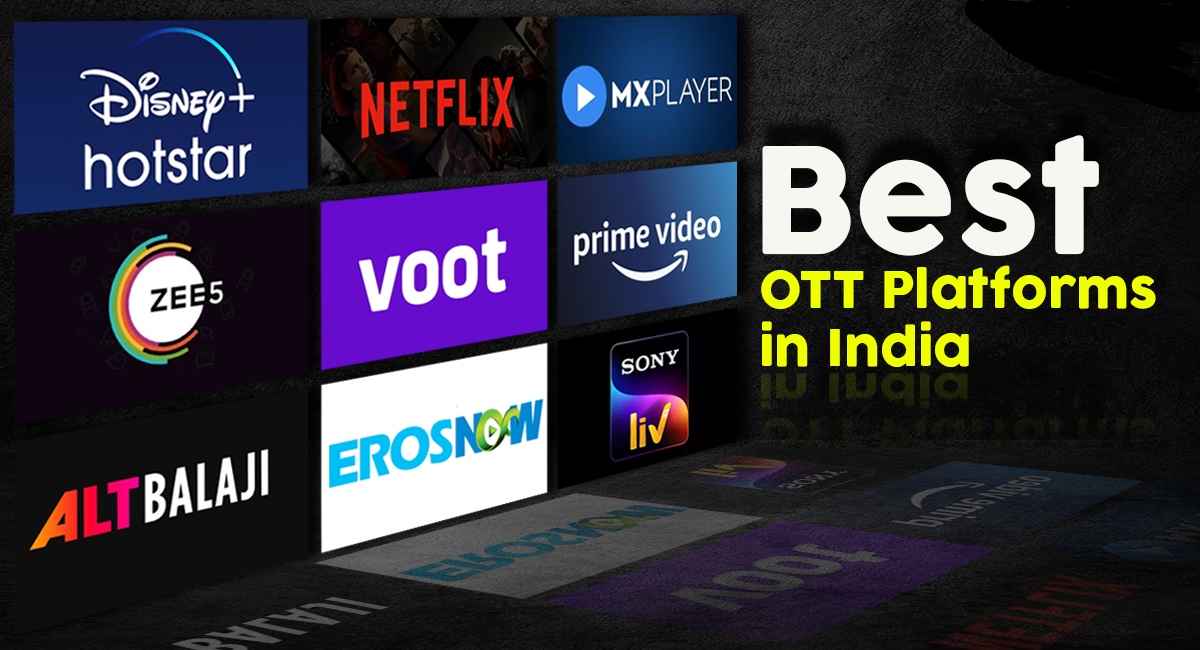 Disney+
hotstar
NETFLIX
MXPLAYER
ZEE5
voot
prime video
ALTBALAJI
EROSNOW
SONY
liv
Best
OTT Platforms
in India